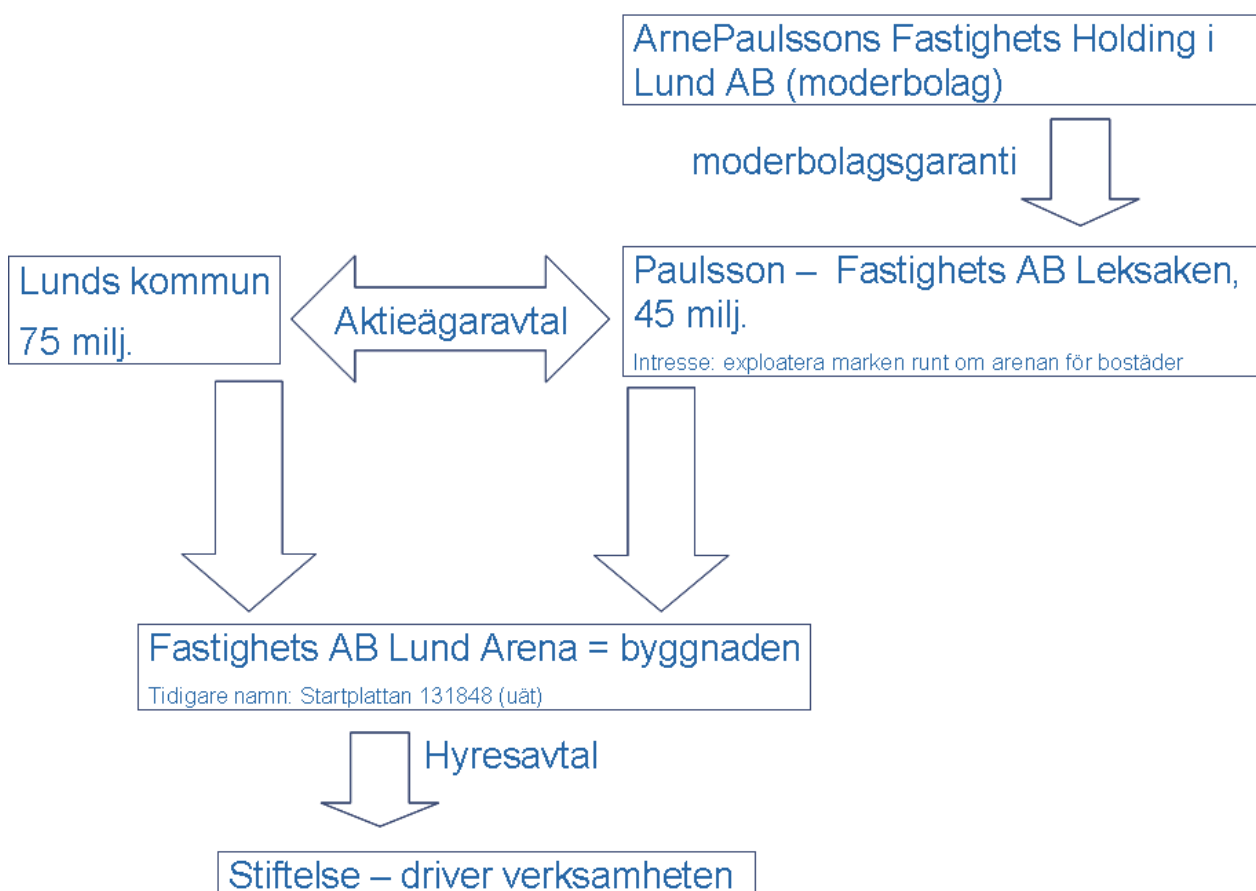 ArnePaulssons Fastighets Holding i
Lund AB (moderbolag)
moderbolagsgaranti
Lunds kommun
75 milj.
Aktieägaravtal
Paulsson – Fastighets AB Leksaken,
45 milj.
Intresse: exploatera marken runt om arenan för bostäder
Fastighets AB Lund Arena = byggnaden
Tidigare namn: Startplattan 131848 (uät)
Hyresavtal
Stiftelse – driver verksamheten